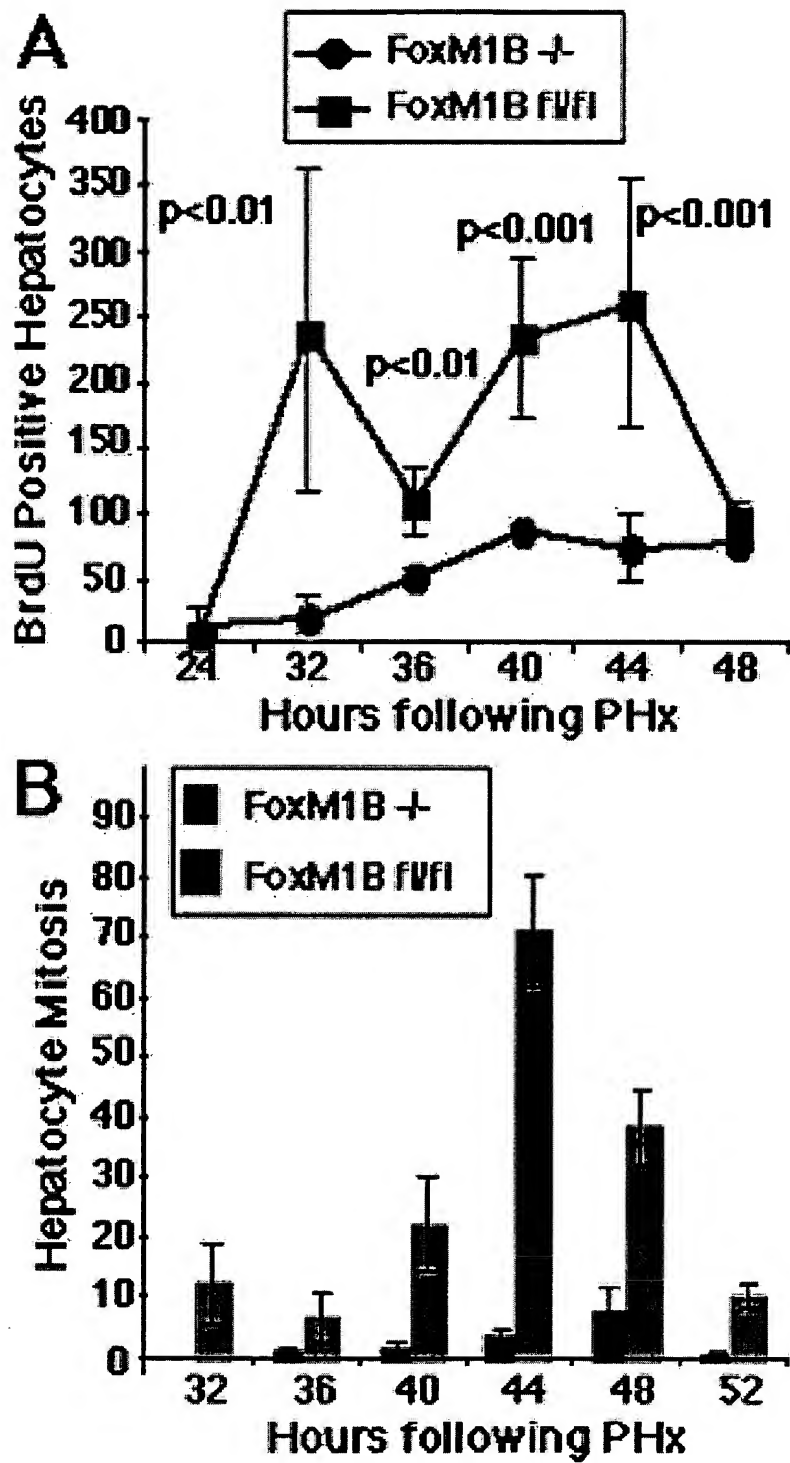 A
FoxM1B -/-
FoxM1B fl/fl
BrdU Positive Hepatocytes
400
350
300
250
200
150
100
50
0
p<0.01
p<0.01
p<0.001
p<0.001
24 32 36 40 44 48
Hours following PHx
B
FoxM1B -/-
FoxM1B fl/fl
Hepatocyte Mitosis
90
80
70
60
50
40
30
20
10
0
32 36 40 44 48 52
Hours following PHx